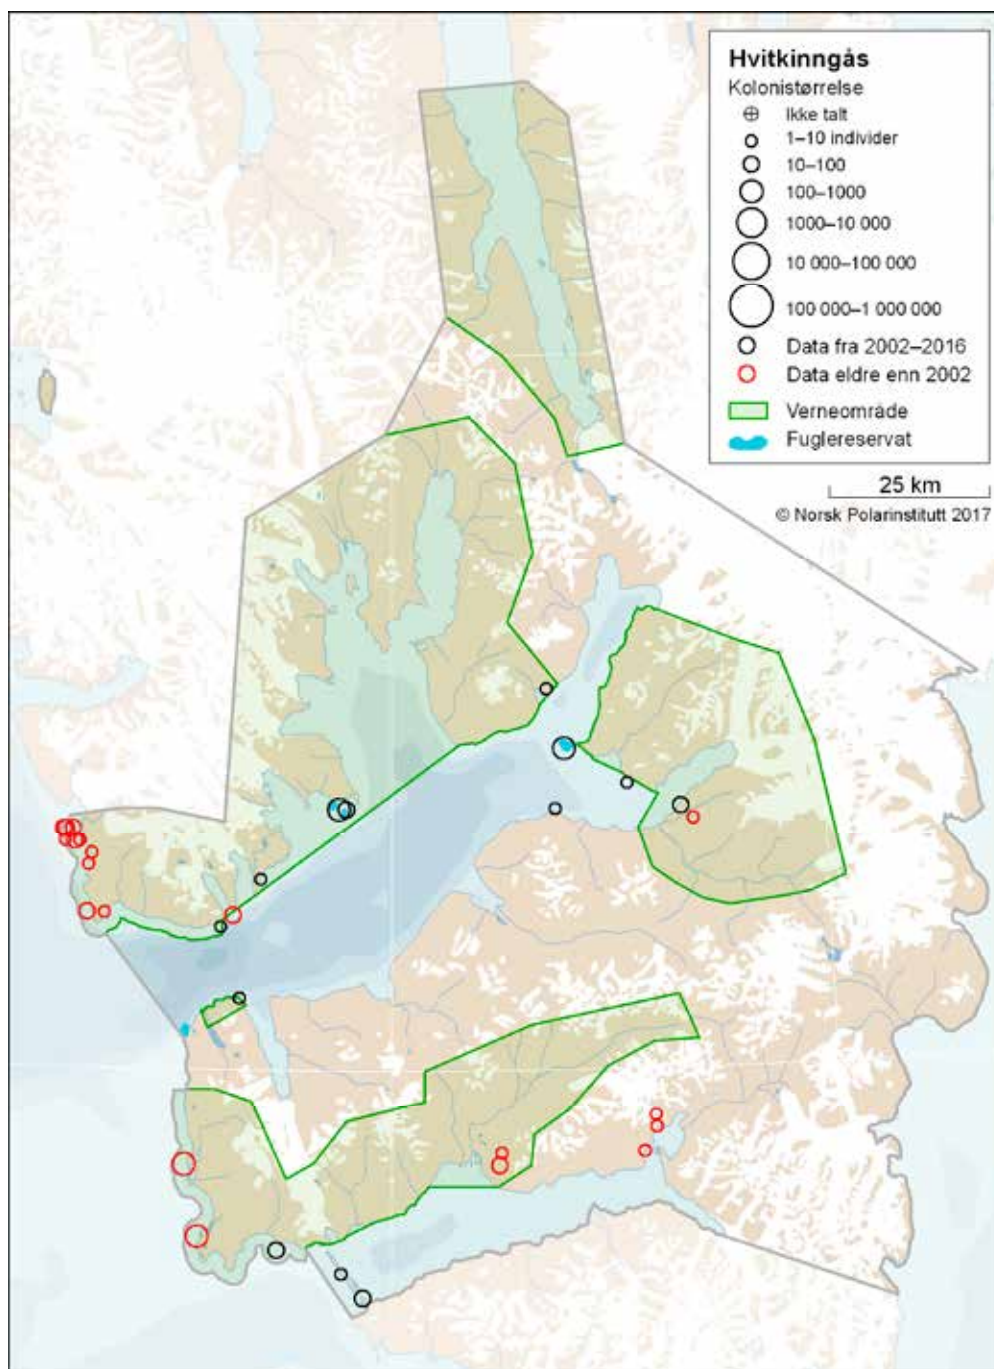 Hvitkinngås
Kolonistørrelse
Ikke talt
1–10 individer
10–100
100–1000
1000–10 000
10 000–100 000
100 000–1 000 000
Data fra 2002–2016
Data eldre enn 2002
Verneområde
Fuglereservat
25 km
© Norsk Polarinstitutt 2017